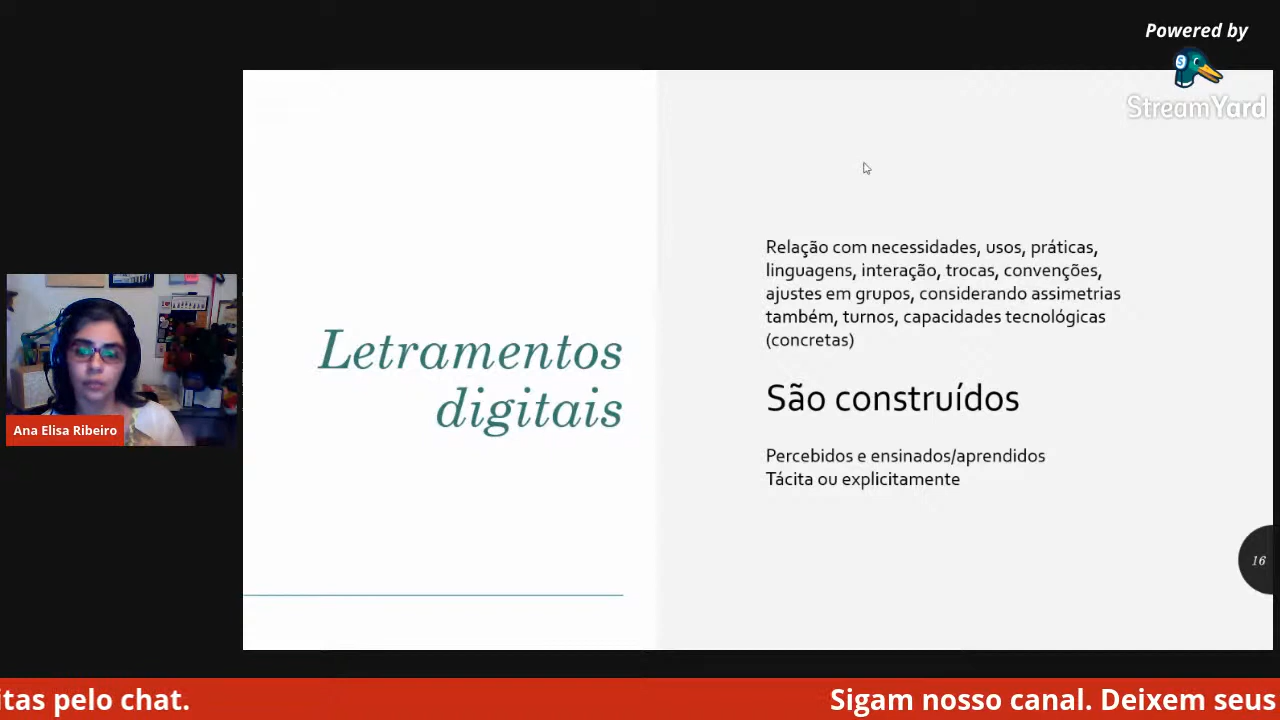 Powered by
StreamYard
Relação com necessidades, usos, práticas,
linguagens, interação, trocas, convenções,
ajustes em grupos, considerando assimetrias
também, turnos, capacidades tecnológicas
(concretas)
Letramentos
digitais
São construídos
Ana Elisa Ribeiro
Percebidos e ensinados/aprendidos
Tácita ou explicitamente
16
itas pelo chat.
Sigam nosso canal. Deixem seus